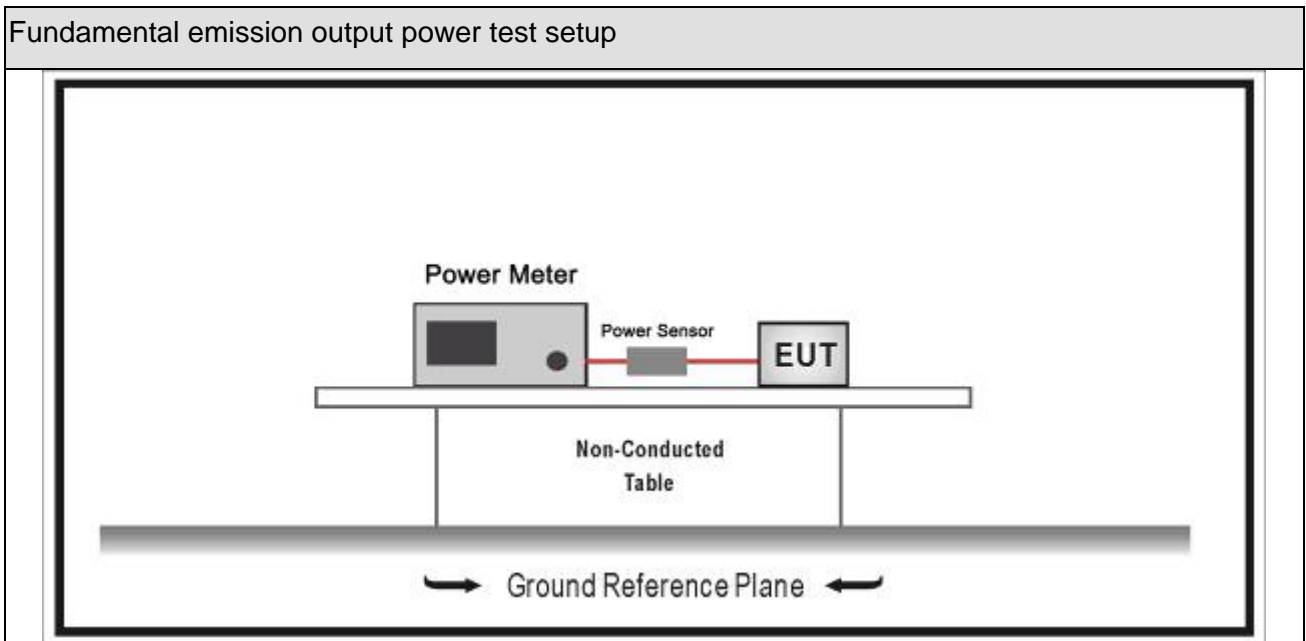 Fundamental emission output power test setup
Power Meter
Power Sensor
EUT
Non-Conducted
Table
Ground Reference Plane